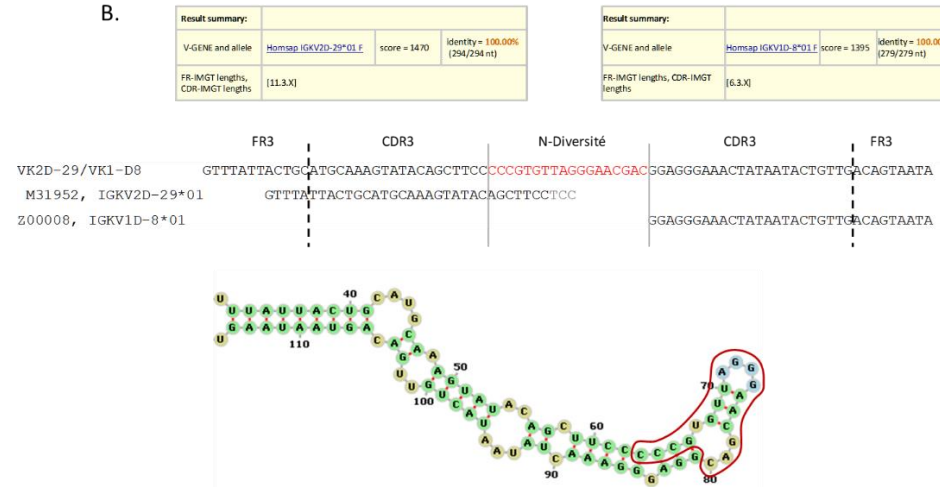 B.
Result summary:
V-GENE and allele Homsap IGKV2D-29*01 F score = 1470 identity = 100.00% (294/294 nt)
FR-IMGT lengths, CDR-IMGT lengths [11.3.X]
Result summary:
V-GENE and allele Homsap IGKV1D-8*01 F score = 1395 identity = 100.00 (279/279 nt)
FR-IMGT lengths, CDR-IMGT lengths [6.3.X]
FR3 CDR3 N-Diversité CDR3 FR3
VK2D-29/VK1-D8 GTTTATTACTGCATGCAAAGTATACAGCTTCCCCCGTGTTAGGGAACGACGGAGGGAAACTATAATACTGTTGACAGTAATA
M31952, IGKV2D-29*01 GTTTATTACTGCATGCAAAGTATACAGCTTCCTCC
Z00008, IGKV1D-8*01 GGAGGGAAACTATAATACTGTTGACAGTAATA
40
110
50
100
60
90
70
80